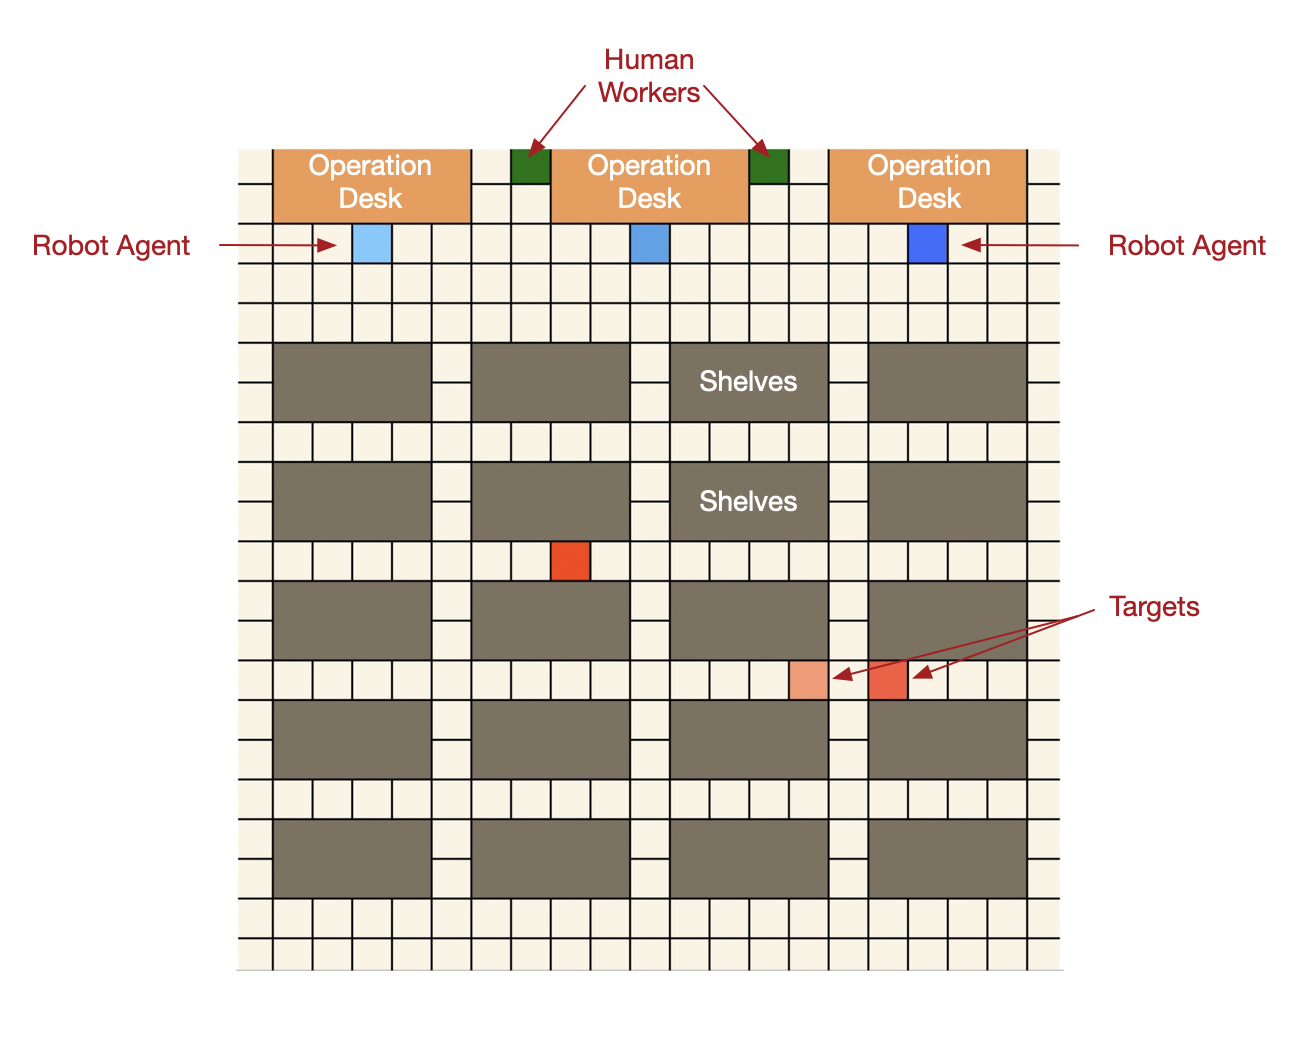 Human
Workers
Operation
Desk
Operation
Desk
Operation
Desk
Robot Agent
Robot Agent
Shelves
Shelves
Targets